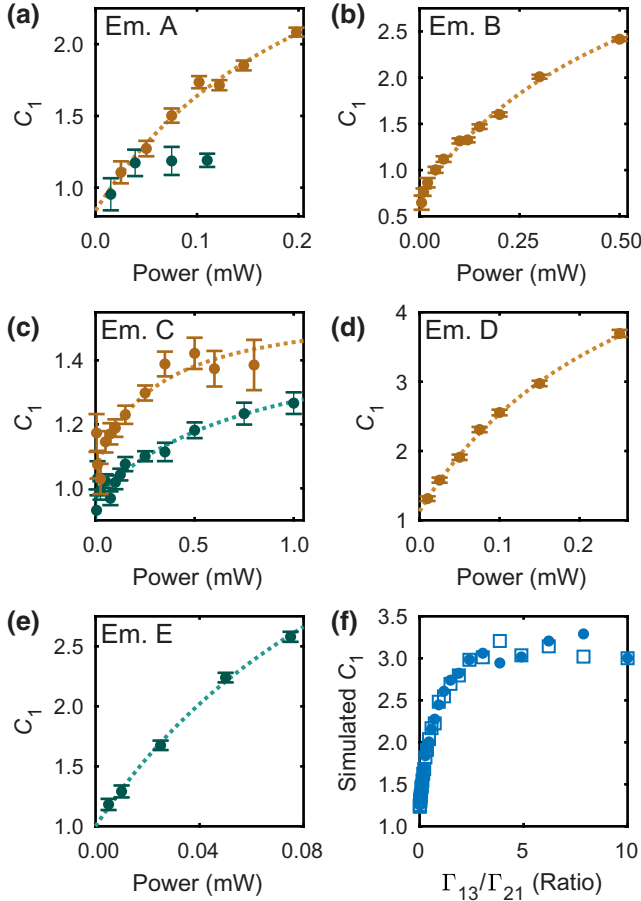 (a) Em. A
2.0
1.5
1.0
C1
0.0 0.1 0.2
Power (mW)
(b) Em. B
2.5
2.0
1.5
1.0
0.5
C1
0.00 0.25 0.50
Power (mW)
(c) Em. C
1.4
1.2
1.0
C1
0.0 0.5 1.0
Power (mW)
(d) Em. D
4
3
2
1
C1
0.0 0.1 0.2
Power (mW)
(e) Em. E
2.5
2.0
1.5
1.0
C1
0.00 0.04 0.08
Power (mW)
(f)
3.5
3.0
2.5
2.0
1.5
1.0
Simulated C1
0 5 10
Γ13/Γ21 (Ratio)